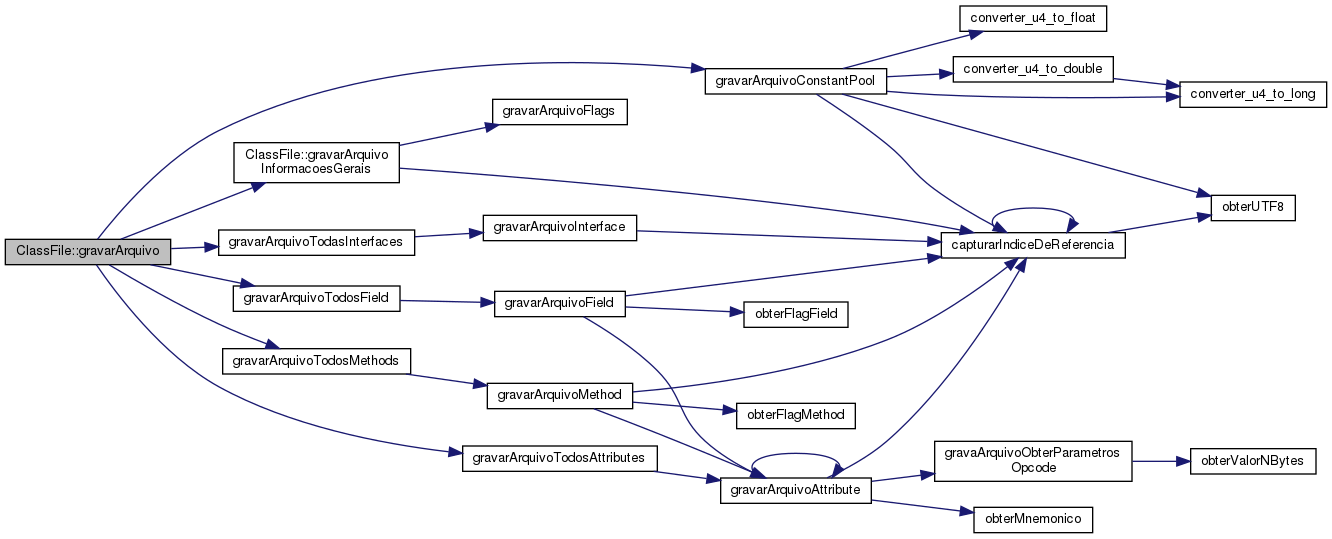 ClassFile::gravarArquivo
gravarArquivoConstantPool
converter_u4_to_float
converter_u4_to_double
converter_u4_to_long
gravarArquivoFlags
ClassFile::gravarArquivo
InformacoesGerais
obterUTF8
gravarArquivoTodasInterfaces
gravarArquivoInterface
capturarIndiceDeReferencia
gravarArquivoTodosField
gravarArquivoField
obterFlagField
gravarArquivoTodosMethods
gravarArquivoMethod
obterFlagMethod
gravarArquivoTodosAttributes
gravarArquivoAttribute
gravaArquivoObterParametros
Opcode
obterValorNBytes
obterMnemonico